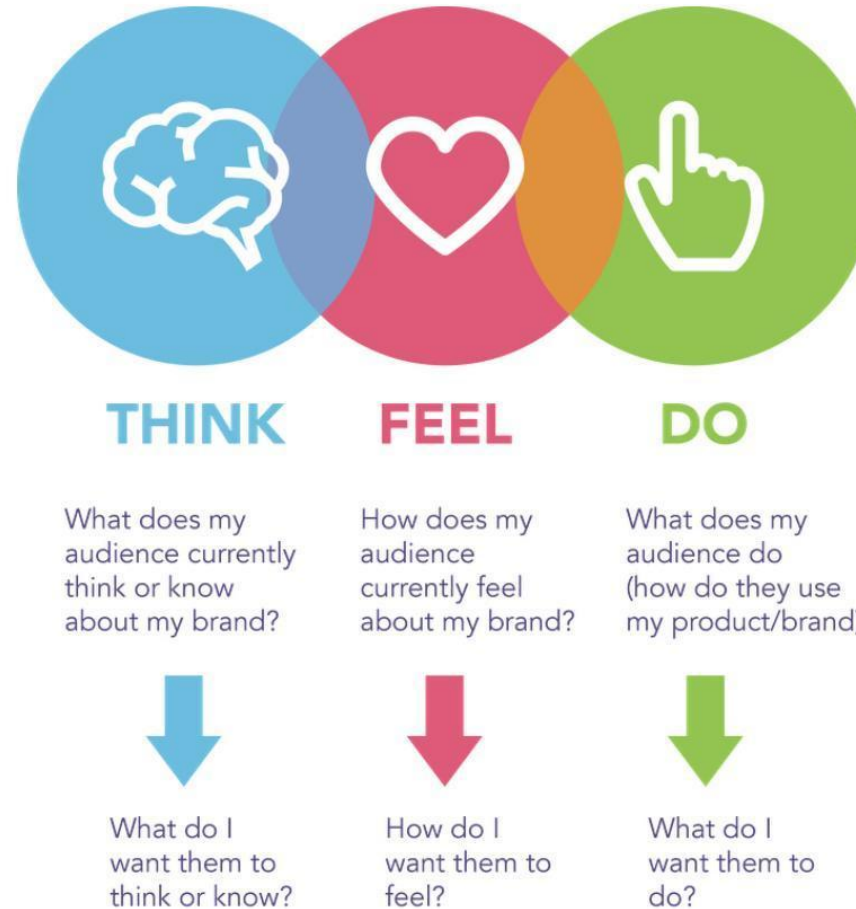 THINK
What does my
audience currently
think or know
about my brand?
What do I
want them to
think or know?
FEEL
How does my
audience
currently feel
about my brand?
How do I
want them to
feel?
DO
What does my
audience do
(how do they use
my product/brand)
What do I
want them to
do?